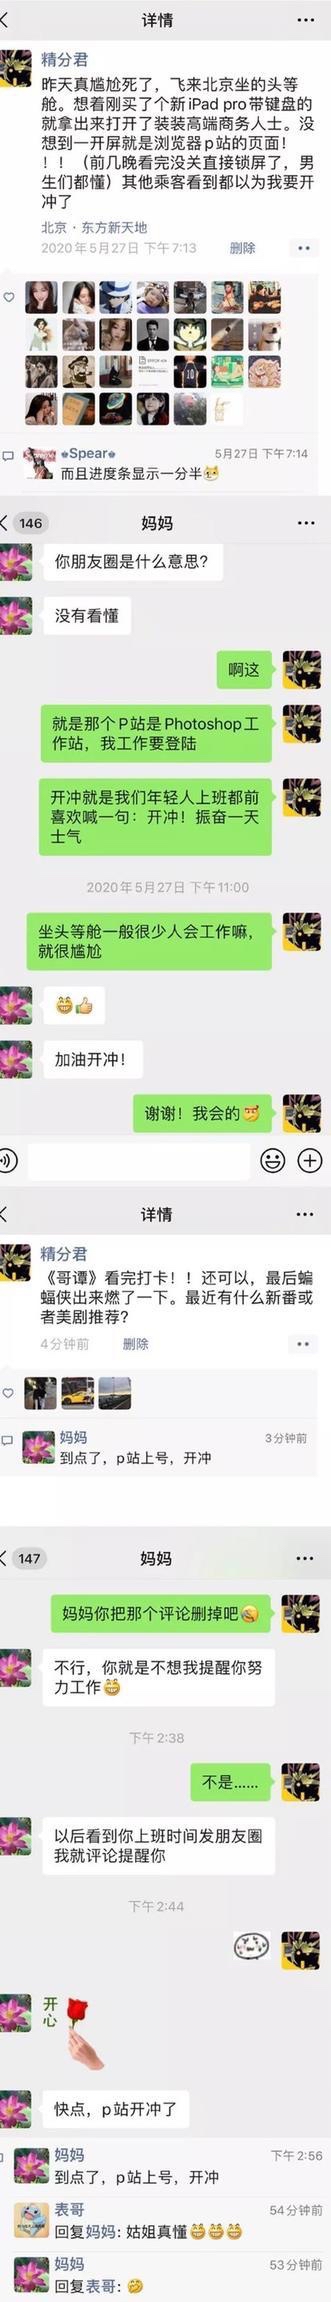 详情
精分君
昨天真尴尬死了，飞来北京坐的头等
舱。想着刚买了个新iPad pro带键盘的
就拿出来打开了装装高端商务人士。没
想到一开屏就是浏览器p站的页面！
！！（前几晚看完没关直接锁屏了，男
生们都懂）其他乘客看到都以为我要开
冲了
北京·东方新天地
2020年5月27日 下午7:13 删除
Spear 5月27日 下午7:14
而且进度条显示一分半
146 妈妈
你朋友圈是什么意思?
没有看懂
啊这
就是那个P站是Photoshop工
作站，我工作要登陆
开冲就是我们年轻人上班都前
喜欢喊一句：开冲！振奋一天
士气
2020年5月27日 下午11:00
坐头等舱一般很少人会工作嘛，
就很尴尬
加油开冲！
谢谢！我会的
详情
精分君
《哥谭》看完打卡！！还可以，最后蝙
蝠侠出来燃了一下。最近有什么新番或
者美剧推荐?
4分钟前 删除
妈妈 3分钟前
到点了，p站上号，开冲
147 妈妈
妈妈你把那个评论删掉吧
不行，你就是不想我提醒你努
力工作
下午2:38
不是......
以后看到你上班时间发朋友圈
我就评论提醒你
下午2:44
开
心
快点，p站开冲了
妈妈 下午2:56
到点了，p站上号，开冲
表哥 54分钟前
回复妈妈: 姑姐真懂
妈妈 53分钟前
回复表哥: